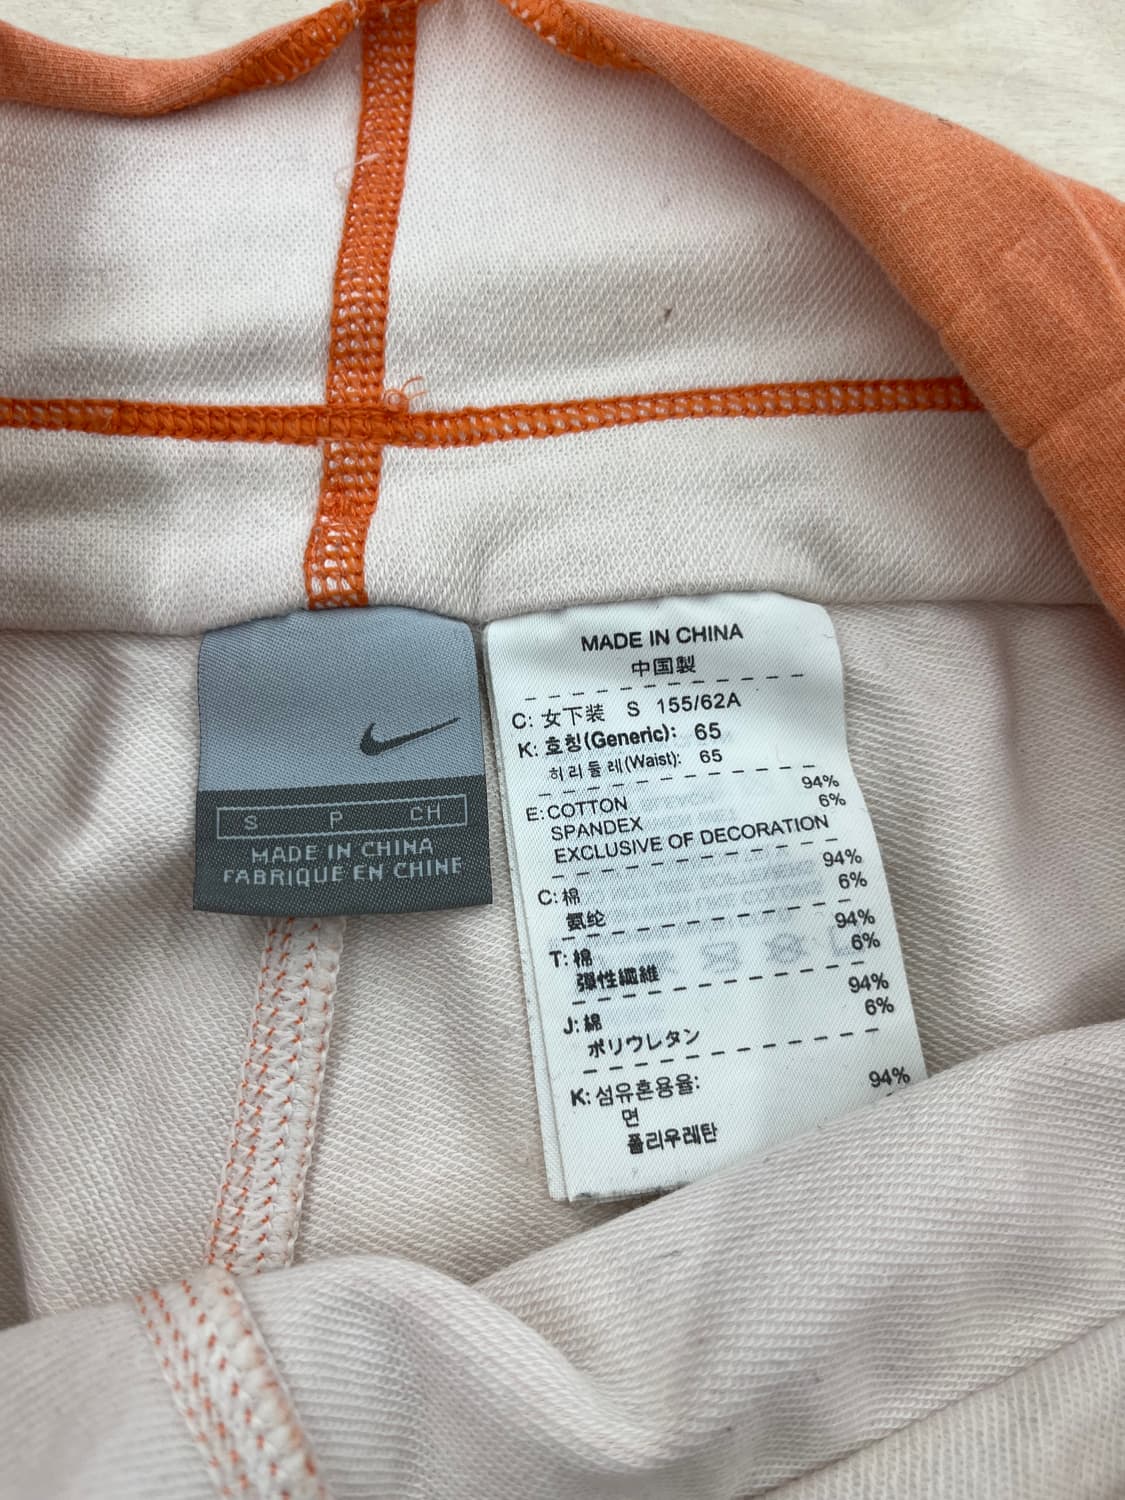 S P CH
MADE IN CHINA
FABRIQUE EN CHINE
MADE IN CHINA
中国製
C: 女下装 S 155/62A
K: 호칭(Generic): 65
허리둘레(Waist): 65
E: COTTON 94%
SPANDEX 6%
EXCLUSIVE OF DECORATION
C: 棉 94%
氨纶 6%
T: 棉 94%
彈性纖維 6%
J: 綿 94%
ポリウレタン 6%
K: 섬유혼용율:
면 94%
폴리우레탄